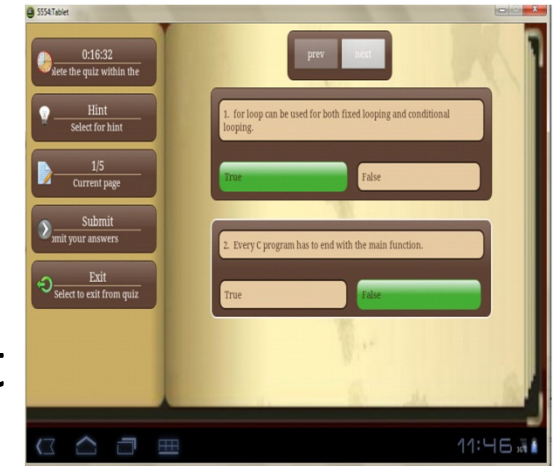 5554:Tablet
0:16:32
lete the quiz within the
Hint
Select for hint
1/5
Current page
Submit
mit your answers
Exit
Select to exit from quiz
prev next
1. for loop can be used for both fixed looping and conditional
looping.
True False
2. Every C program has to end with the main function.
True False
11:46